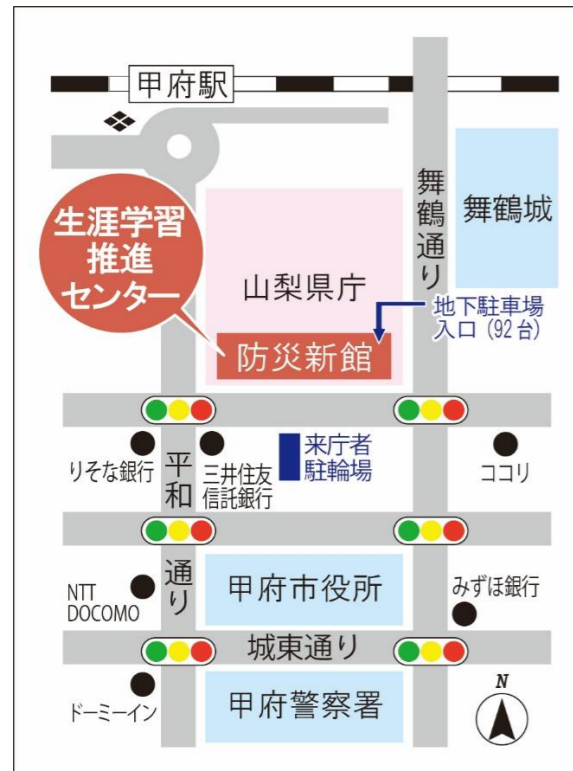 甲府駅
生涯学習
推進
センター
舞鶴通り
舞鶴城
山梨県庁
地下駐車場
入口（92台）
防災新館
りそな銀行
平和通り
三井住友
信託銀行
来庁者
駐輪場
ココリ
NTT
DOCOMO
甲府市役所
みずほ銀行
城東通り
ドーミーイン
甲府警察署
N